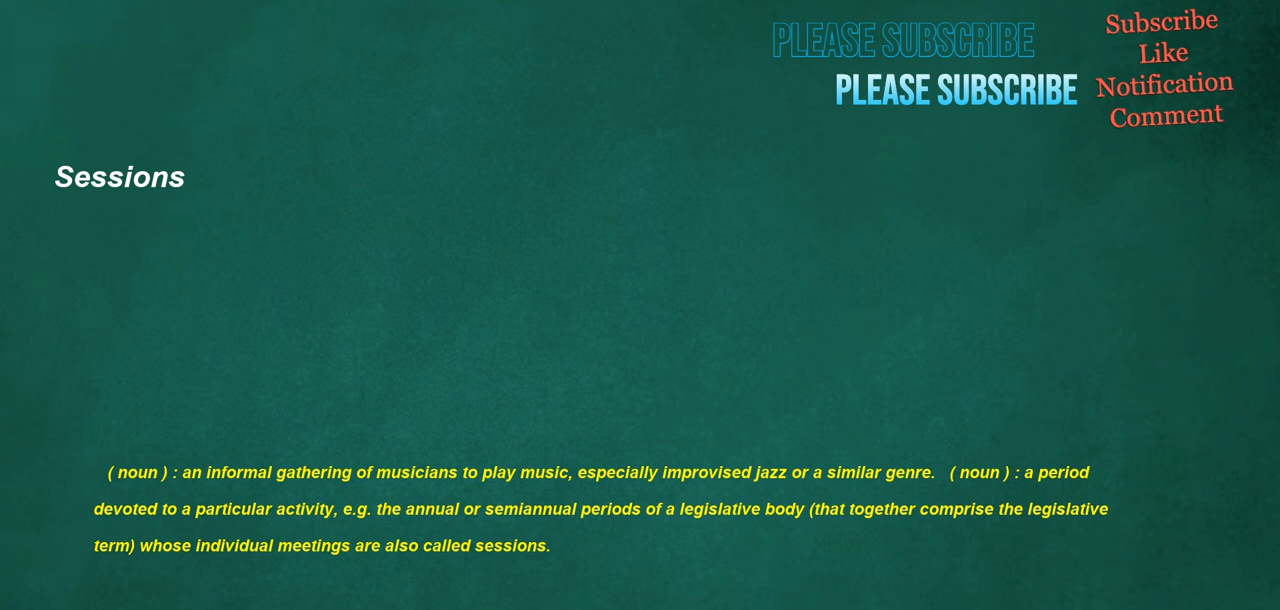 PLEASE SUBSCRIBE
PLEASE SUBSCRIBE
Subscribe
Like
Notification
Comment
Sessions
( noun ) : an informal gathering of musicians to play music, especially improvised jazz or a similar genre.   ( noun ) : a period
devoted to a particular activity, e.g. the annual or semiannual periods of a legislative body (that together comprise the legislative
term) whose individual meetings are also called sessions.